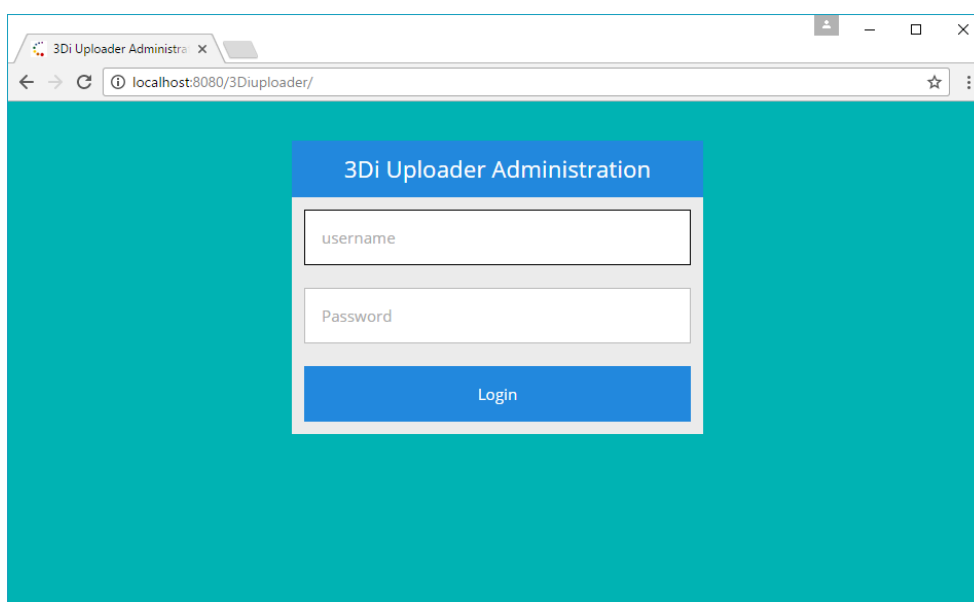 3Di Uploader Administra
localhost:8080/3Diuploader/
3Di Uploader Administration
username
Password
Login